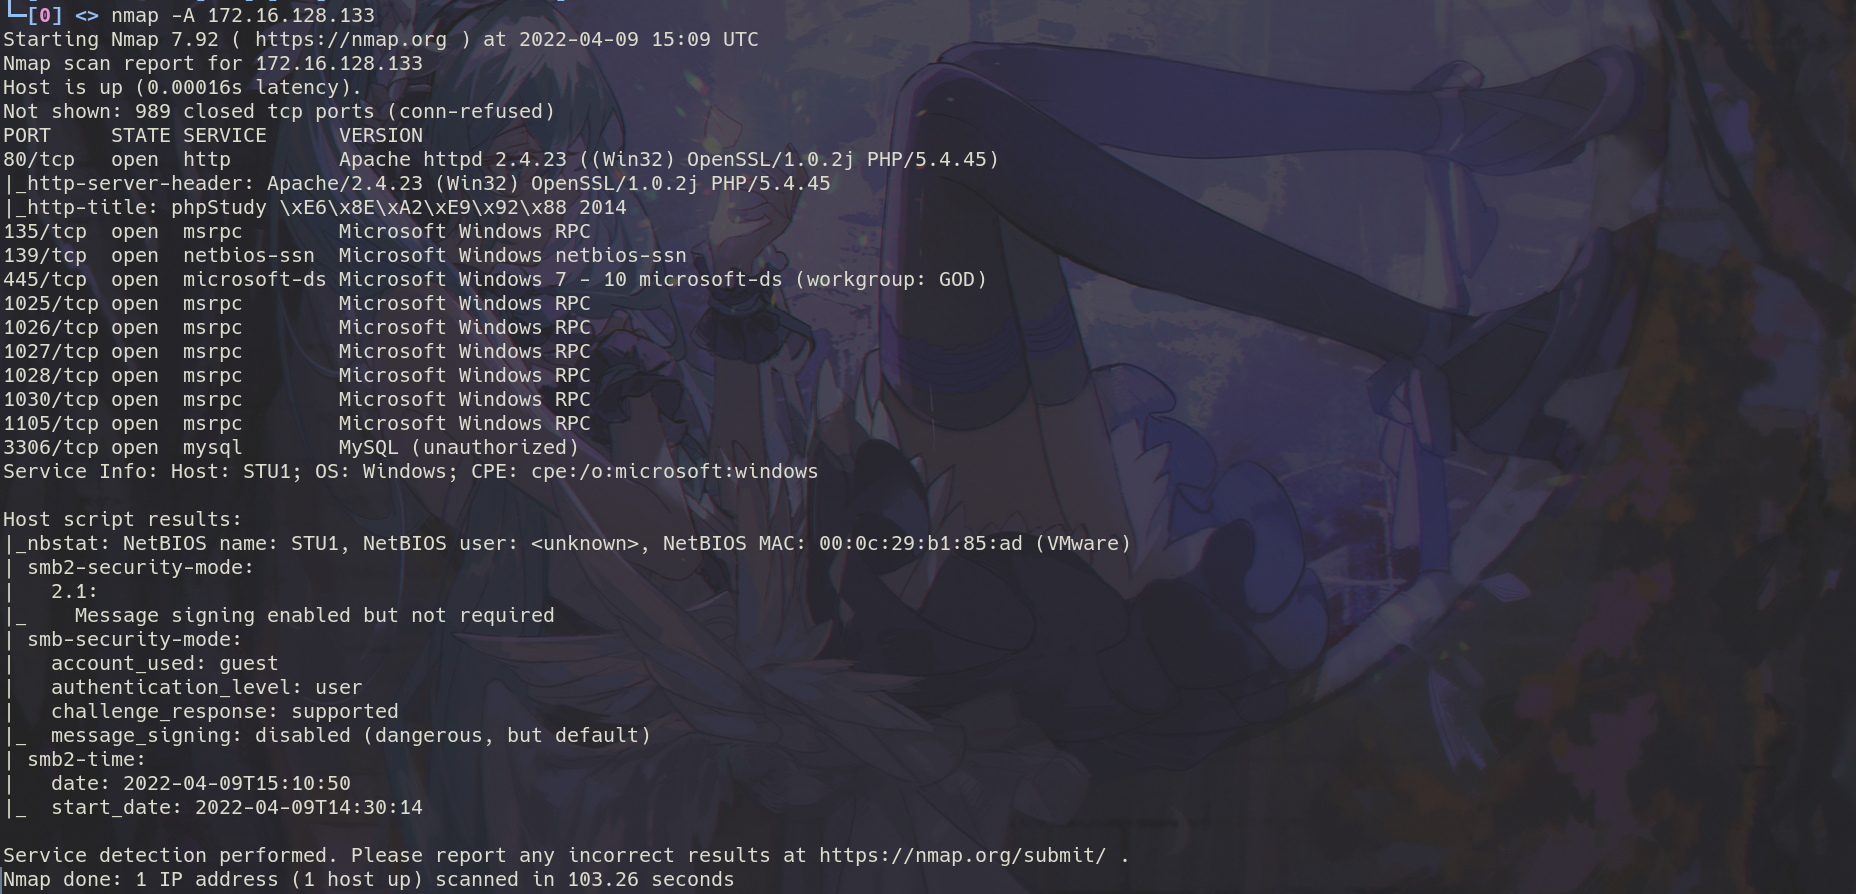 └─[0] <> nmap -A 172.16.128.133
Starting Nmap 7.92 ( https://nmap.org ) at 2022-04-09 15:09 UTC
Nmap scan report for 172.16.128.133
Host is up (0.00016s latency).
Not shown: 989 closed tcp ports (conn-refused)
PORT     STATE SERVICE      VERSION
80/tcp   open  http         Apache httpd 2.4.23 ((Win32) OpenSSL/1.0.2j PHP/5.4.45)
|_http-server-header: Apache/2.4.23 (Win32) OpenSSL/1.0.2j PHP/5.4.45
|_http-title: phpStudy \xE6\x8E\xA2\xE9\x92\x88 2014
135/tcp  open  msrpc        Microsoft Windows RPC
139/tcp  open  netbios-ssn  Microsoft Windows netbios-ssn
445/tcp  open  microsoft-ds Microsoft Windows 7 - 10 microsoft-ds (workgroup: GOD)
1025/tcp open  msrpc        Microsoft Windows RPC
1026/tcp open  msrpc        Microsoft Windows RPC
1027/tcp open  msrpc        Microsoft Windows RPC
1028/tcp open  msrpc        Microsoft Windows RPC
1030/tcp open  msrpc        Microsoft Windows RPC
1105/tcp open  msrpc        Microsoft Windows RPC
3306/tcp open  mysql        MySQL (unauthorized)
Service Info: Host: STU1; OS: Windows; CPE: cpe:/o:microsoft:windows

Host script results:
|_nbstat: NetBIOS name: STU1, NetBIOS user: <unknown>, NetBIOS MAC: 00:0c:29:b1:85:ad (VMware)
| smb2-security-mode:
|   2.1:
|_    Message signing enabled but not required
| smb-security-mode:
|   account_used: guest
|   authentication_level: user
|   challenge_response: supported
|_  message_signing: disabled (dangerous, but default)
| smb2-time:
|   date: 2022-04-09T15:10:50
|_  start_date: 2022-04-09T14:30:14

Service detection performed. Please report any incorrect results at https://nmap.org/submit/ .
Nmap done: 1 IP address (1 host up) scanned in 103.26 seconds